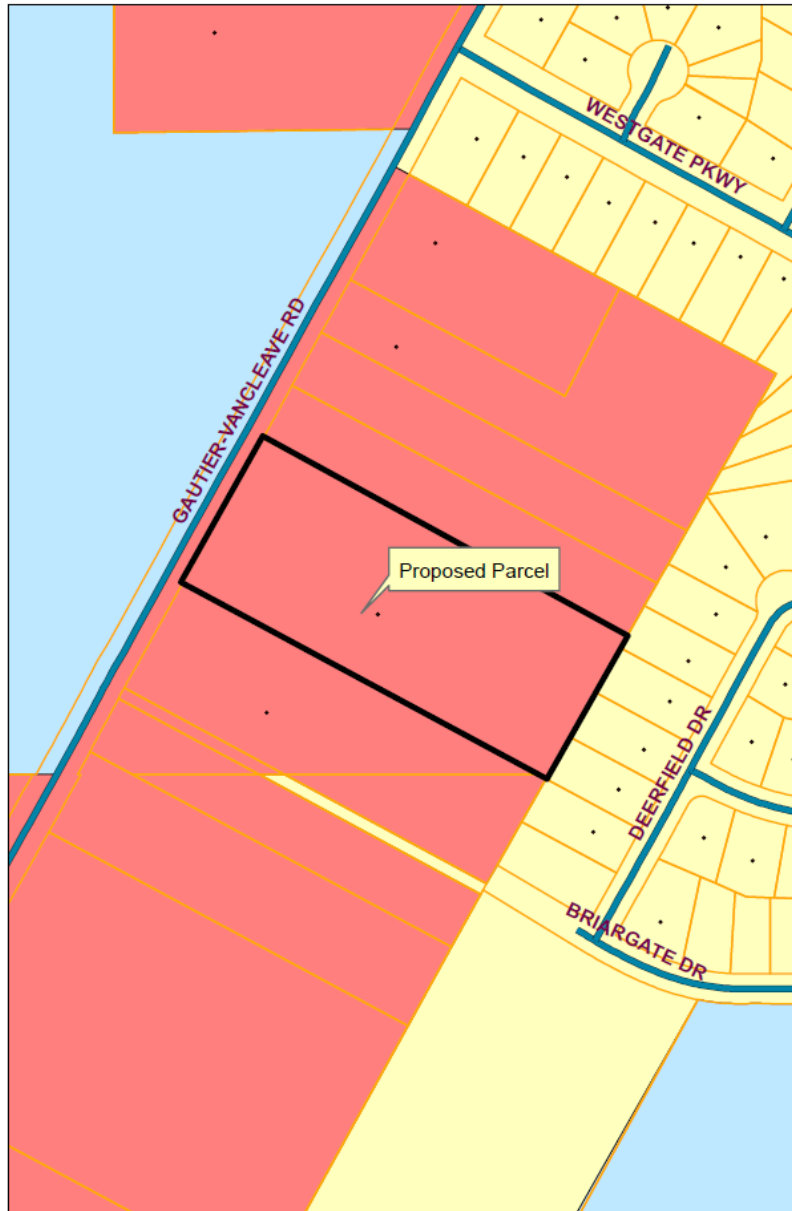 WESTGATE PKWY
GAUTIER-VANCLEAVE RD
Proposed Parcel
DEERFIELD DR
BRIARGATE DR